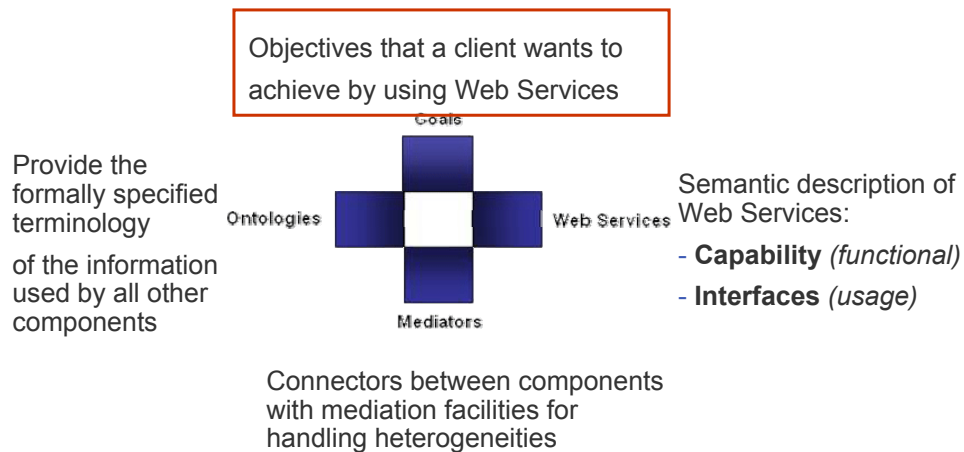 Objectives that a client wants to
achieve by using Web Services
Goals
Provide the
formally specified
terminology
of the information
used by all other
components
Ontologies
Web Services
Semantic description of
Web Services:
- Capability (functional)
- Interfaces (usage)
Mediators
Connectors between components
with mediation facilities for
handling heterogeneities